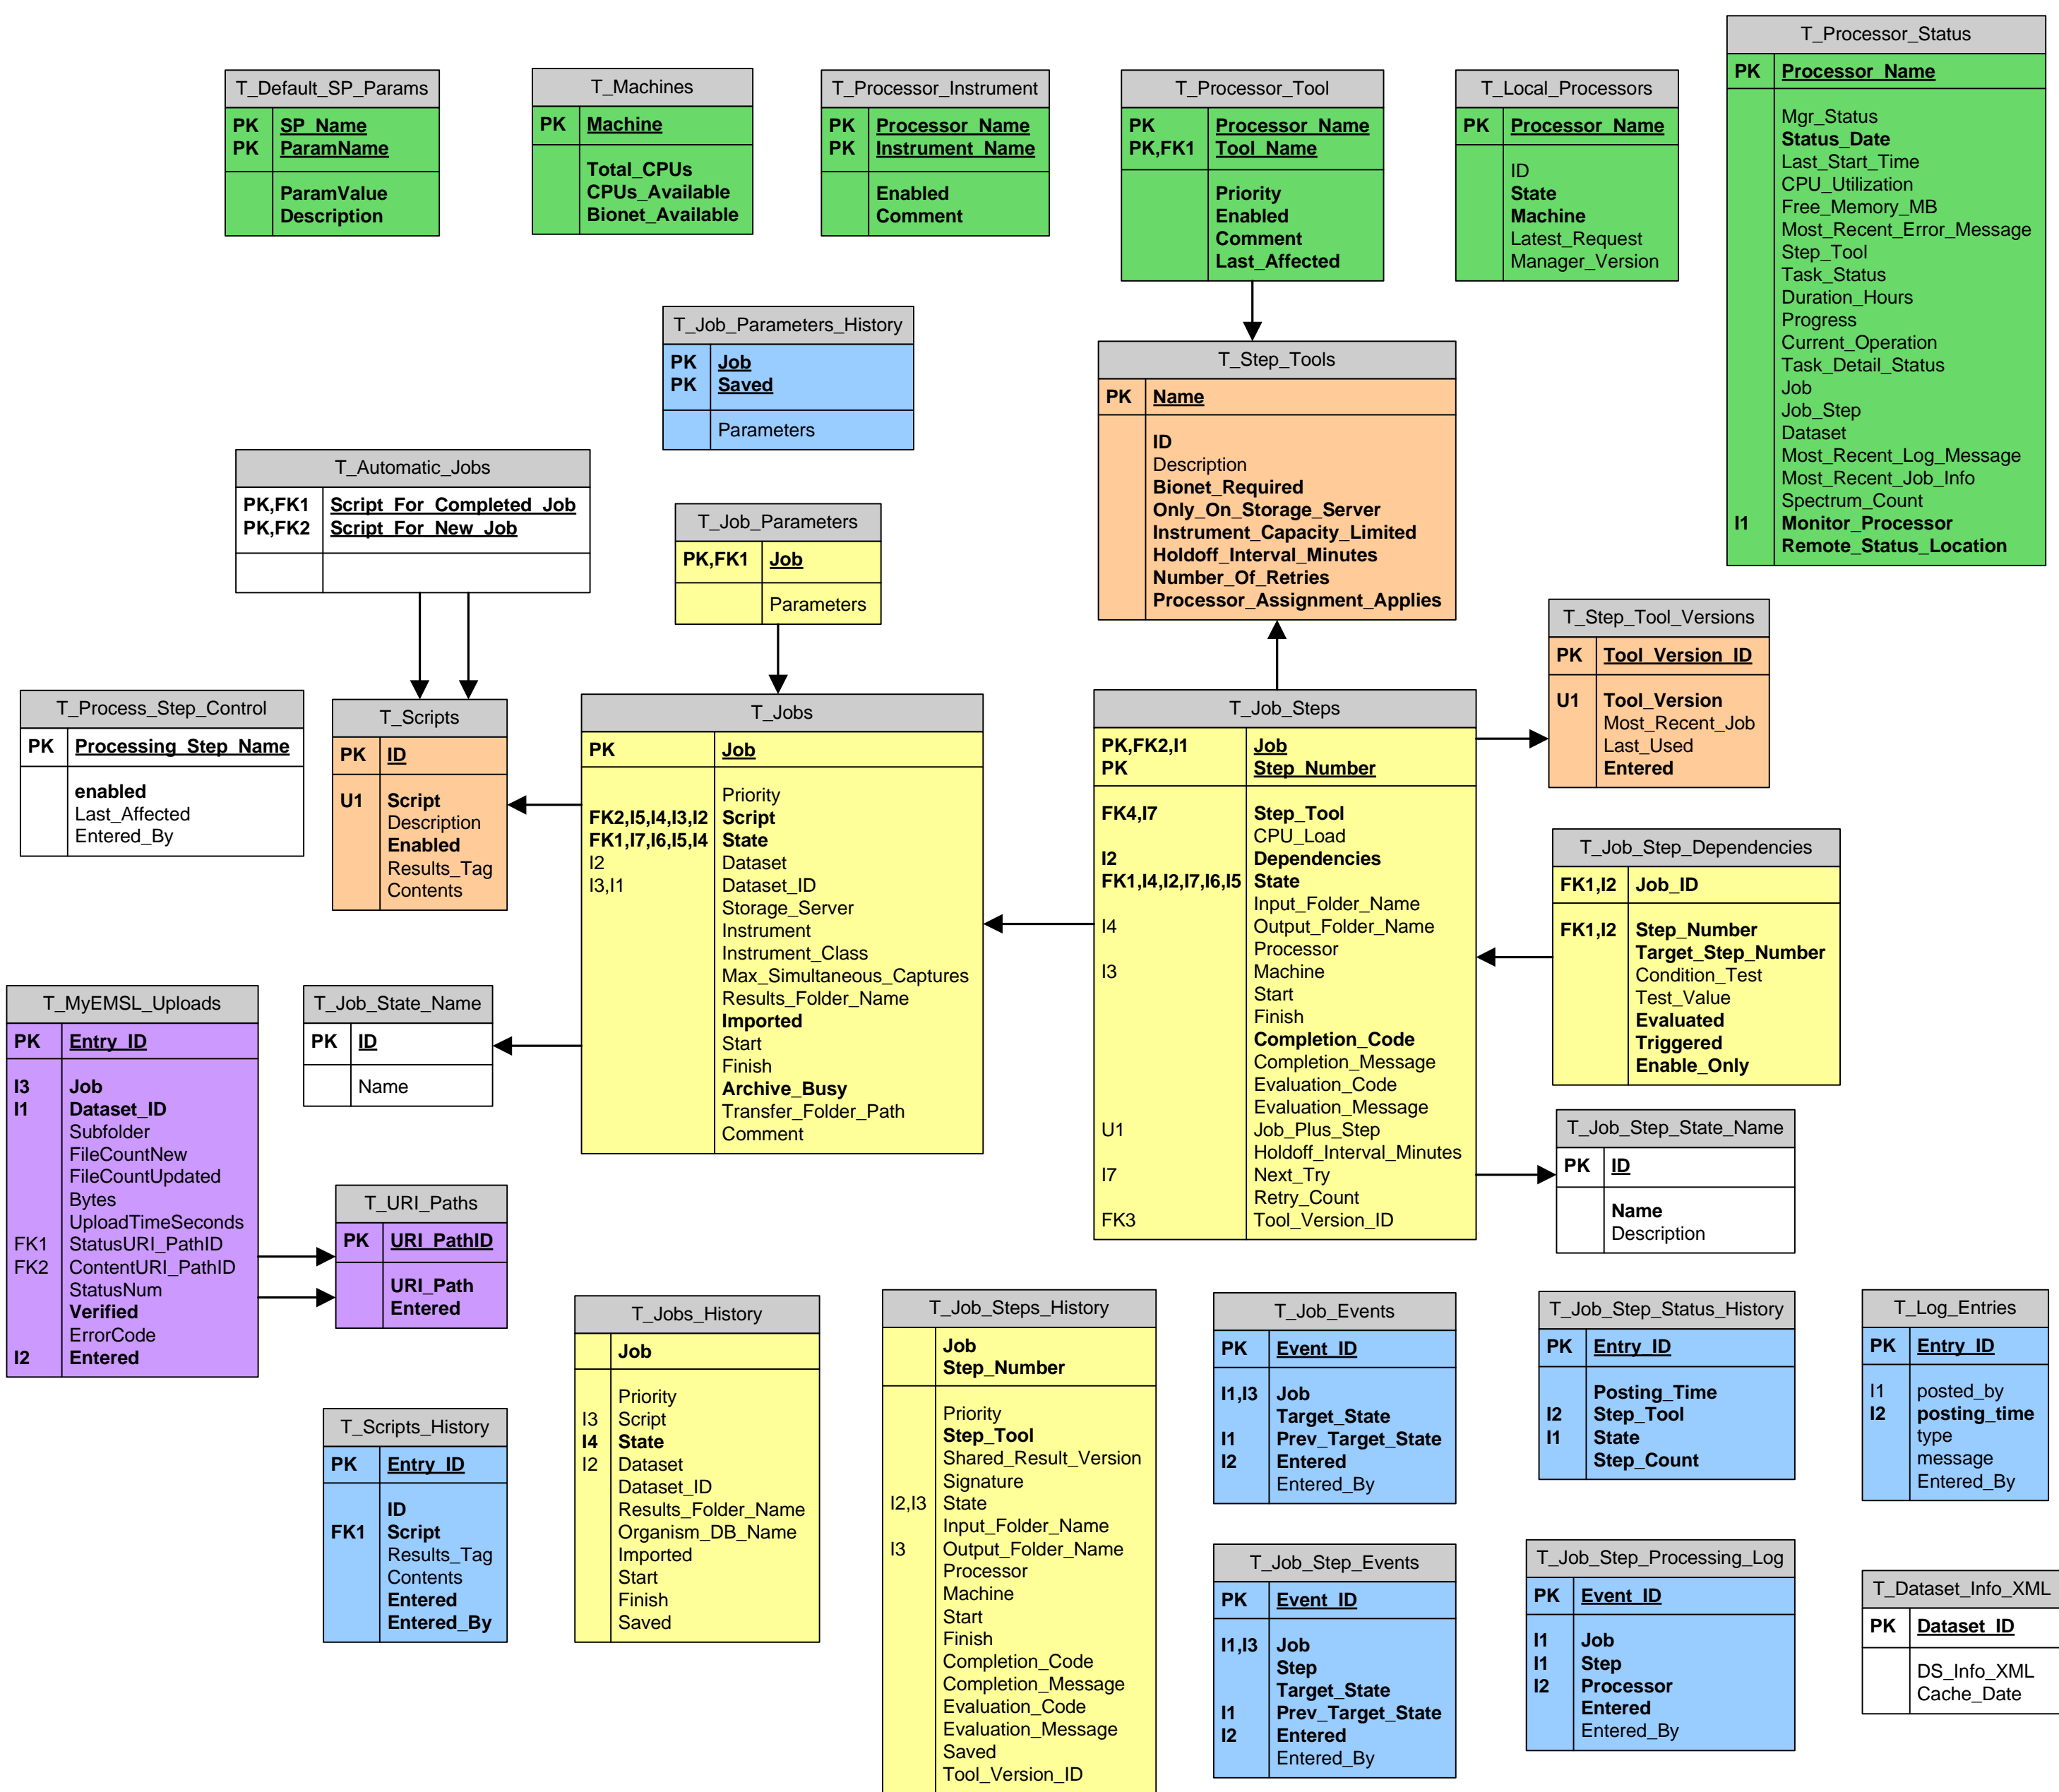 T_Default_SP_Params
PK SP_Name
PK ParamName
ParamValue
Description
T_Machines
PK Machine
Total_CPUs
CPUs_Available
Bionet_Available
T_Processor_Instrument
PK Processor_Name
PK Instrument_Name
Enabled
Comment
T_Processor_Tool
PK Processor_Name
PK,FK1 Tool_Name
Priority
Enabled
Comment
Last_Affected
T_Local_Processors
PK Processor_Name
ID
State
Machine
Latest_Request
Manager_Version
T_Processor_Status
PK Processor_Name
Mgr_Status
Status_Date
Last_Start_Time
CPU_Utilization
Free_Memory_MB
Most_Recent_Error_Message
Step_Tool
Task_Status
Duration_Hours
Progress
Current_Operation
Task_Detail_Status
Job
Job_Step
Dataset
Most_Recent_Log_Message
Most_Recent_Job_Info
Spectrum_Count
I1 Monitor_Processor
Remote_Status_Location
T_Job_Parameters_History
PK Job
PK Saved
Parameters
T_Step_Tools
PK Name
ID
Description
Bionet_Required
Only_On_Storage_Server
Instrument_Capacity_Limited
Holdoff_Interval_Minutes
Number_Of_Retries
Processor_Assignment_Applies
T_Automatic_Jobs
PK,FK1 Script_For_Completed_Job
PK,FK2 Script_For_New_Job
T_Job_Parameters
PK,FK1 Job
Parameters
T_Step_Tool_Versions
PK Tool_Version_ID
U1 Tool_Version
Most_Recent_Job
Last_Used
Entered
T_Process_Step_Control
PK Processing_Step_Name
enabled
Last_Affected
Entered_By
T_Scripts
PK ID
U1 Script
Description
Enabled
Results_Tag
Contents
T_Jobs
PK Job
Priority
FK2,I5,I4,I3,I2 Script
FK1,I7,I6,I5,I4 State
I2 Dataset
I3,I1 Dataset_ID
Storage_Server
Instrument
Instrument_Class
Max_Simultaneous_Captures
Results_Folder_Name
Imported
Start
Finish
Archive_Busy
Transfer_Folder_Path
Comment
T_Job_Steps
PK,FK2,I1 Job
PK Step_Number
FK4,I7 Step_Tool
CPU_Load
I2 Dependencies
FK1,I4,I2,I7,I6,I5 State
Input_Folder_Name
I4 Output_Folder_Name
Processor
I3 Machine
Start
Finish
Completion_Code
Completion_Message
Evaluation_Code
Evaluation_Message
U1 Job_Plus_Step
Holdoff_Interval_Minutes
I7 Next_Try
Retry_Count
FK3 Tool_Version_ID
T_Job_Step_Dependencies
FK1,I2 Job_ID
FK1,I2 Step_Number
Target_Step_Number
Condition_Test
Test_Value
Evaluated
Triggered
Enable_Only
T_MyEMSL_Uploads
PK Entry_ID
I3 Job
I1 Dataset_ID
Subfolder
FileCountNew
FileCountUpdated
Bytes
UploadTimeSeconds
FK1 StatusURI_PathID
FK2 ContentURI_PathID
StatusNum
Verified
ErrorCode
I2 Entered
T_Job_State_Name
PK ID
Name
T_Job_Step_State_Name
PK ID
Name
Description
T_URI_Paths
PK URI_PathID
URI_Path
Entered
T_Jobs_History
Job
Priority
I3 Script
I4 State
I2 Dataset
Dataset_ID
Results_Folder_Name
Organism_DB_Name
Imported
Start
Finish
Saved
T_Job_Steps_History
Job
Step_Number
Priority
Step_Tool
Shared_Result_Version
Signature
I2,I3 State
Input_Folder_Name
I3 Output_Folder_Name
Processor
Machine
Start
Finish
Completion_Code
Completion_Message
Evaluation_Code
Evaluation_Message
Saved
Tool_Version_ID
T_Job_Events
PK Event_ID
I1,I3 Job
Target_State
I1 Prev_Target_State
I2 Entered
Entered_By
T_Job_Step_Status_History
PK Entry_ID
Posting_Time
I2 Step_Tool
I1 State
Step_Count
T_Log_Entries
PK Entry_ID
I1 posted_by
I2 posting_time
type
message
Entered_By
T_Scripts_History
PK Entry_ID
ID
FK1 Script
Results_Tag
Contents
Entered
Entered_By
T_Job_Step_Events
PK Event_ID
I1,I3 Job
Step
Target_State
I1 Prev_Target_State
I2 Entered
Entered_By
T_Job_Step_Processing_Log
PK Event_ID
I1 Job
I1 Step
I2 Processor
Entered
Entered_By
T_Dataset_Info_XML
PK Dataset_ID
DS_Info_XML
Cache_Date